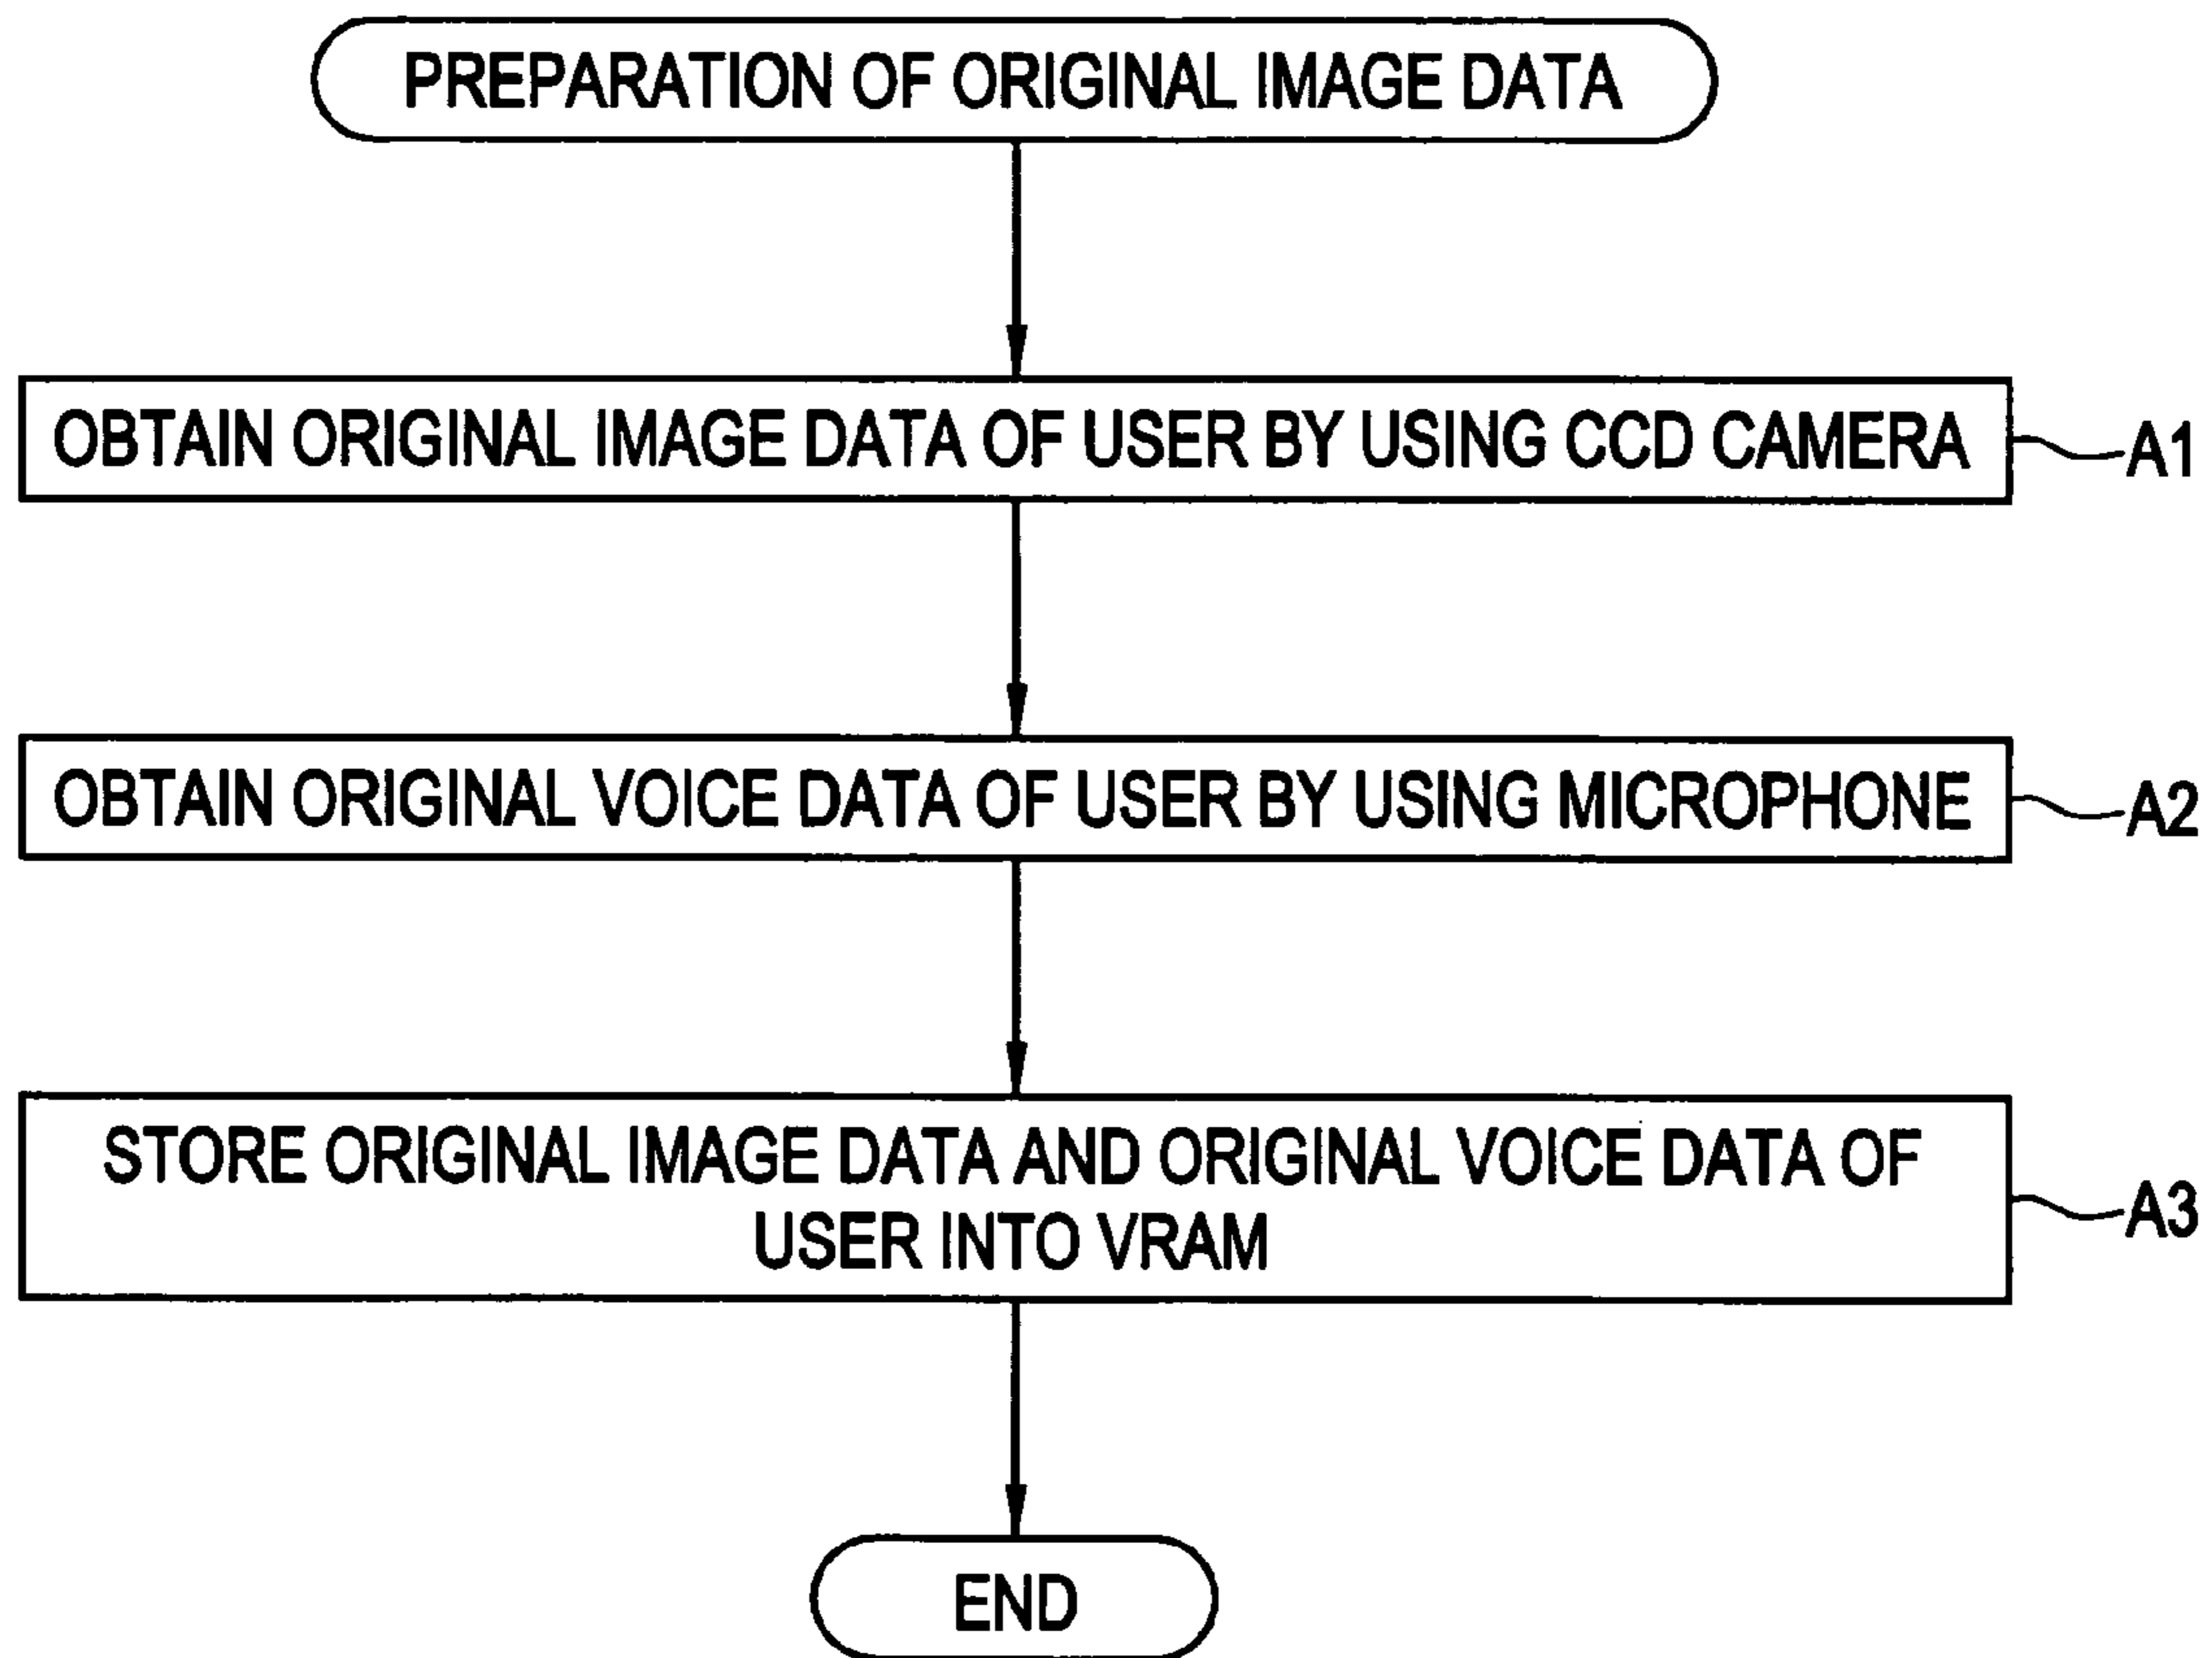 PREPARATION OF ORIGINAL IMAGE DATA
OBTAIN ORIGINAL IMAGE DATA OF USER BY USING CCD CAMERA
A1
OBTAIN ORIGINAL VOICE DATA OF USER BY USING MICROPHONE
A2
STORE ORIGINAL IMAGE DATA AND ORIGINAL VOICE DATA OF
USER INTO VRAM
A3
END